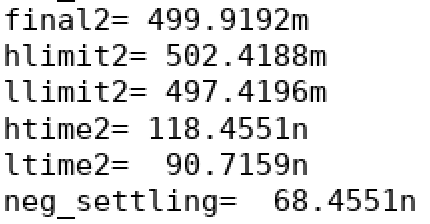 final2= 499.9192m
hlimit2= 502.4188m
llimit2= 497.4196m
htime2= 118.4551n
ltime2=  90.7159n
neg_settling=  68.4551n